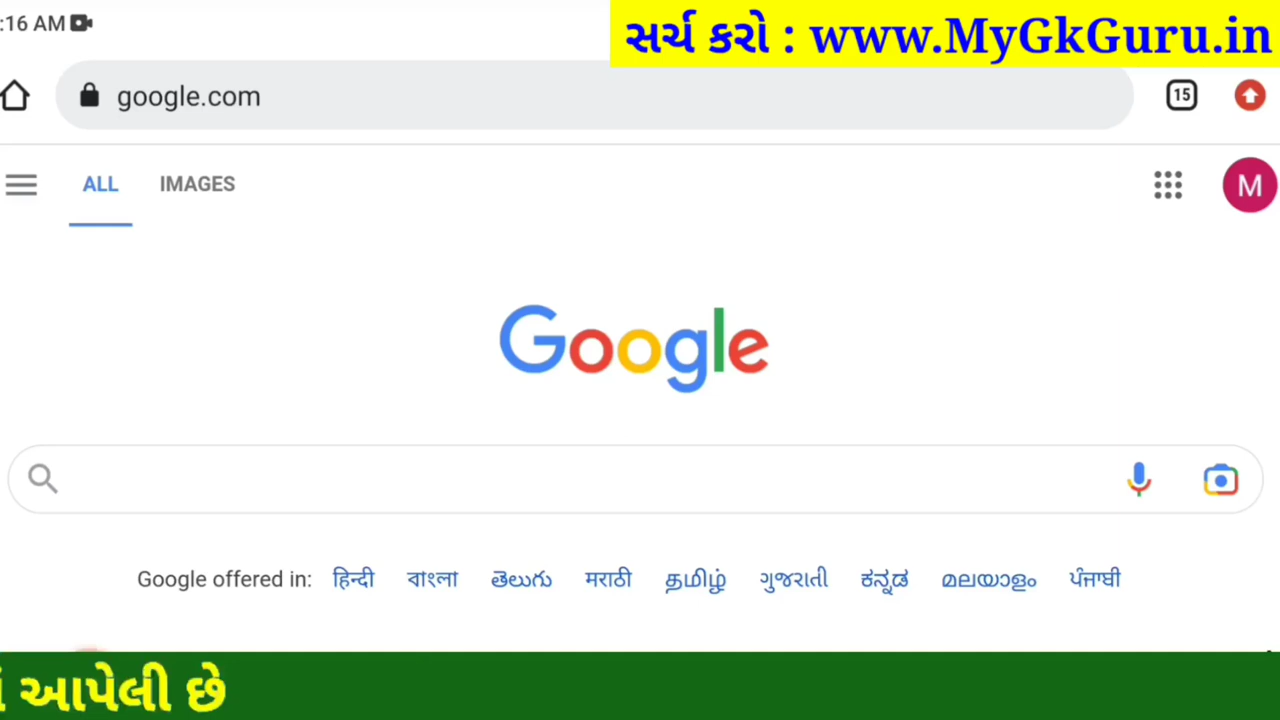 :16 AM
સર્ચ કરો : www.MyGkGuru.in
google.com
15
ALL IMAGES
M
Google
Google offered in: हिन्दी বাংলা తెలుగు मराठी தமிழ் ગુજરાતી ಕನ್ನಡ മലയാളം ਪੰਜਾਬੀ
આપેલી છે